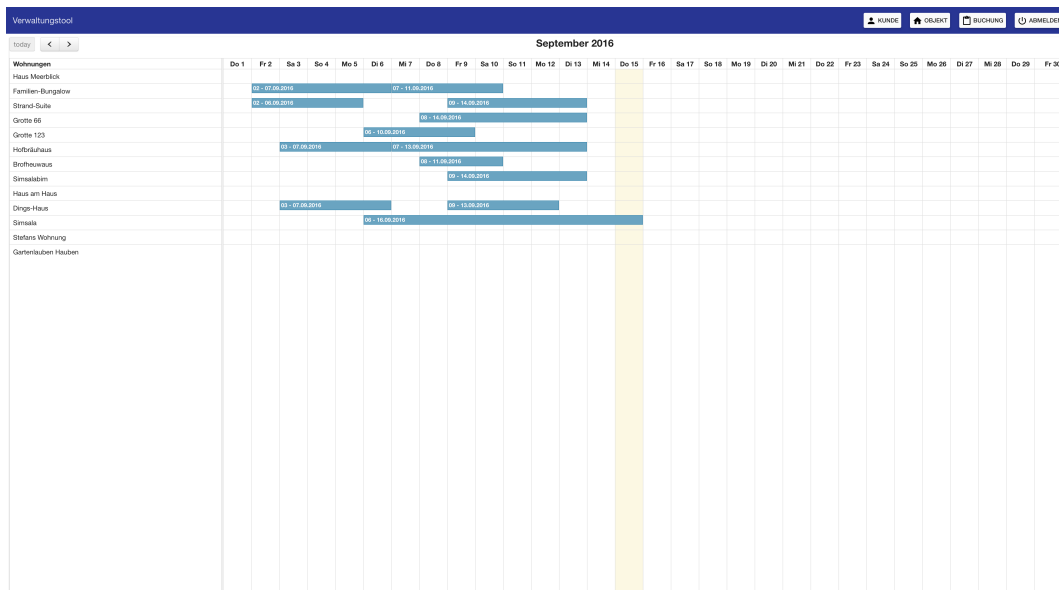 Verwaltungstool KUNDE OBJEKT BUCHUNG ABMELDEN
today September 2016
Wohnungen Do 1 Fr 2 Sa 3 So 4 Mo 5 Di 6 Mi 7 Do 8 Fr 9 Sa 10 So 11 Mo 12 Di 13 Mi 14 Do 15 Fr 16 Sa 17 So 18 Mo 19 Di 20 Mi 21 Do 22 Fr 23 Sa 24 So 25 Mo 26 Di 27 Mi 28 Do 29 Fr 30
Haus Meerblick
Familien-Bungalow 02 - 07.09.2016 07 - 11.09.2016
Strand-Suite 02 - 06.09.2016 09 - 14.09.2016
Grotte 66 08 - 14.09.2016
Grotte 123 06 - 10.09.2016
Hofbräuhaus 03 - 07.09.2016 07 - 13.09.2016
Brofheuwaus 08 - 11.09.2016
Simsalabim 09 - 14.09.2016
Haus am Haus
Dings-Haus 03 - 07.09.2016 09 - 13.09.2016
Simsala 06 - 16.09.2016
Stefans Wohnung
Gartenlauben Hauben